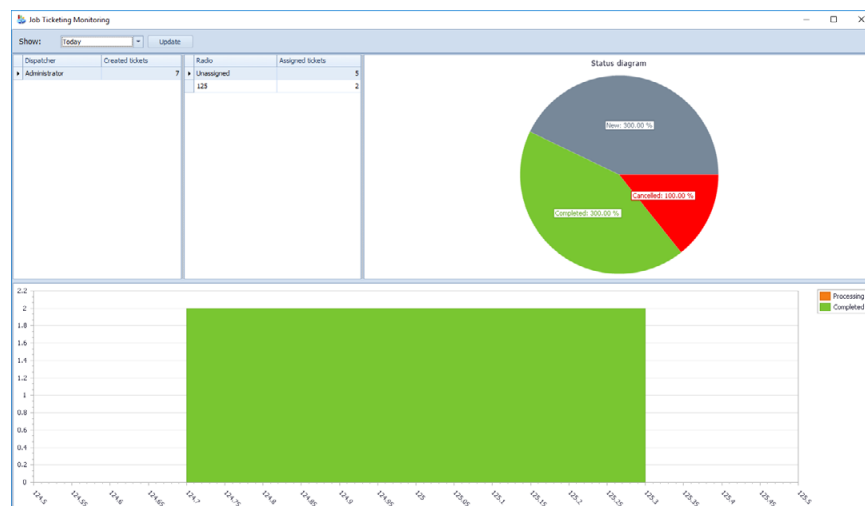 Job Ticketing Monitoring
Show: Today Update
Dispatcher Created tickets
Administrator 7
Radio Assigned tickets
Unassigned 5
125 2
Status diagram
New: 300.00 %
Cancelled: 100.00 %
Completed: 300.00 %
2.2
2
1.8
1.6
1.4
1.2
1
0.8
0.6
0.4
0.2
0
124.5 124.55 124.6 124.65 124.7 124.75 124.8 124.85 124.9 124.95 125 125.05 125.1 125.15 125.2 125.25 125.3 125.35 125.4 125.45 125.5
Processing
Completed